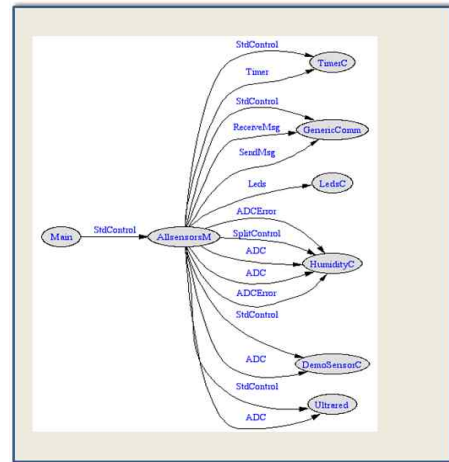 StdControl
TimerC
Timer
StdControl
GenericComm
ReceiveMsg
SendMsg
Leds
LedsC
ADCError
StdControl
SplitControl
Main
AllsensorsM
ADC
HumidityC
ADC
ADCError
StdControl
DemoSensorC
ADC
StdControl
Ultrared
ADC